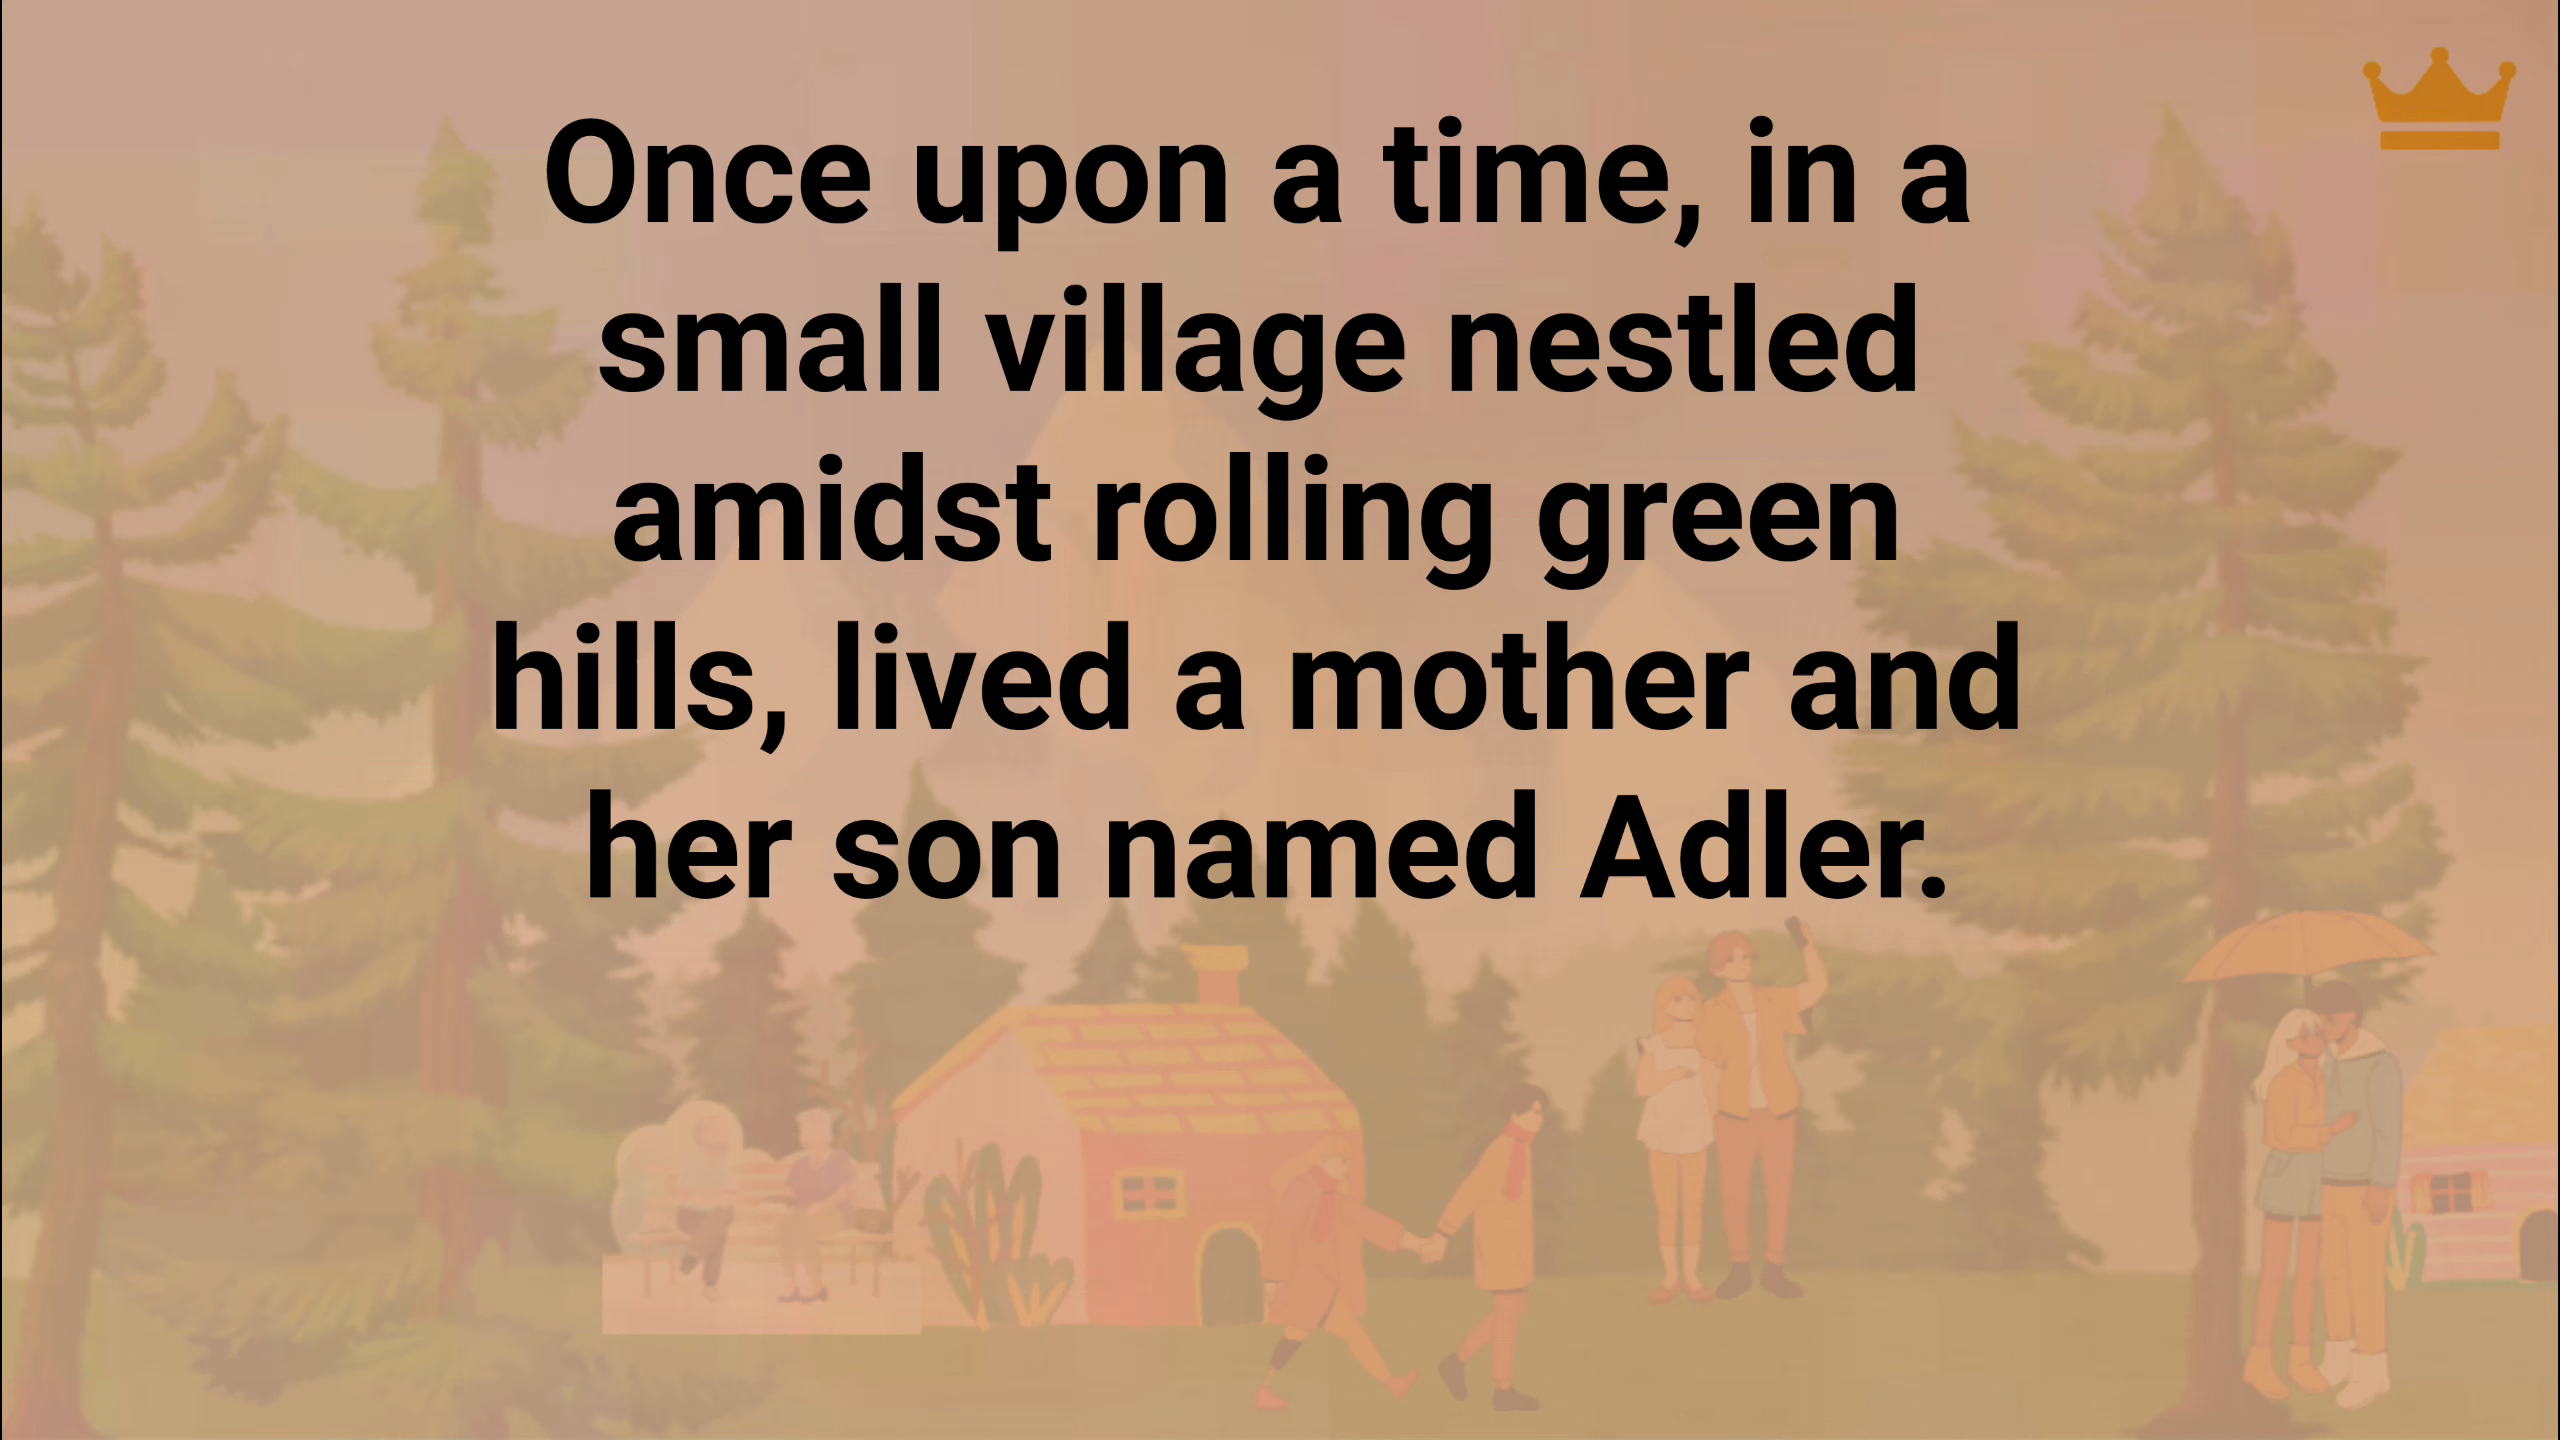 Once upon a time, in a
small village nestled
amidst rolling green
hills, lived a mother and
her son named Adler.